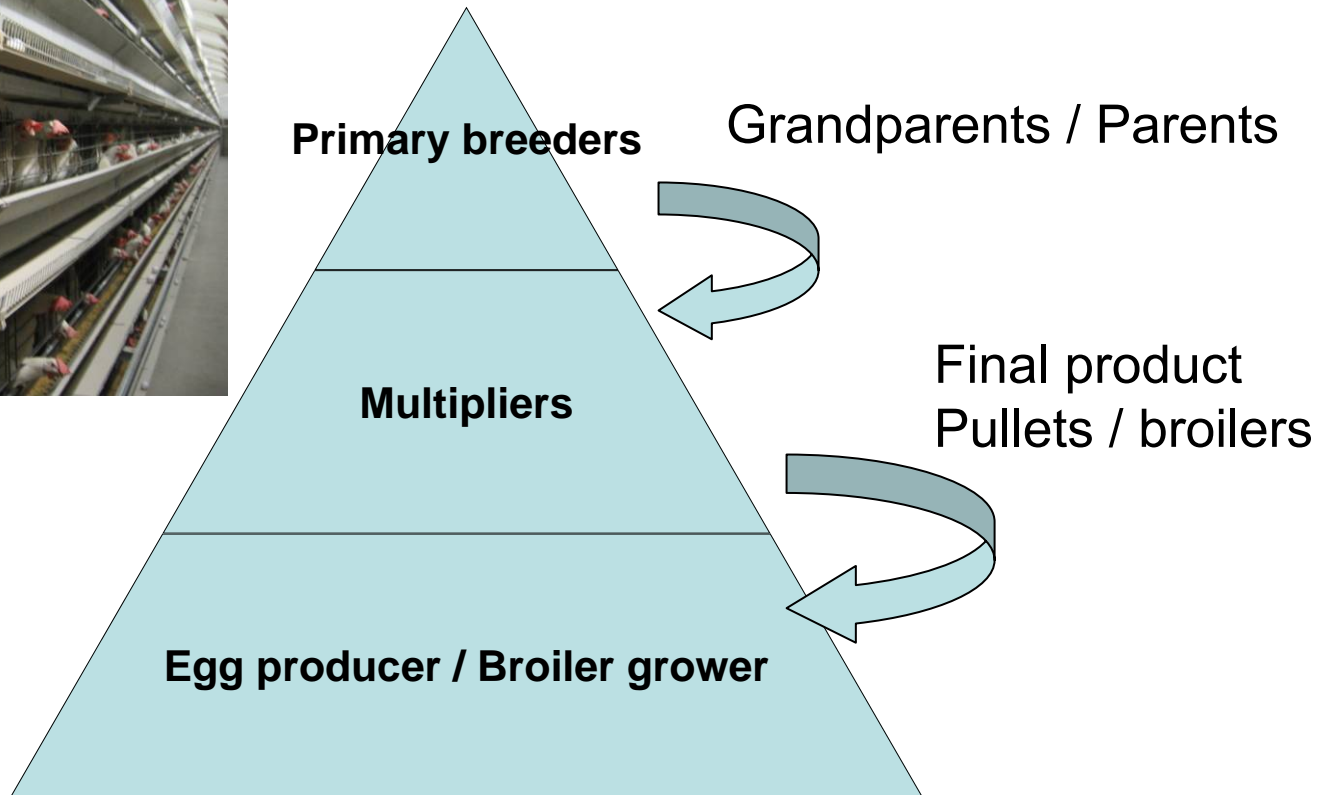 Primary breeders
Grandparents / Parents
Multipliers
Final product
Pullets / broilers
Egg producer / Broiler grower